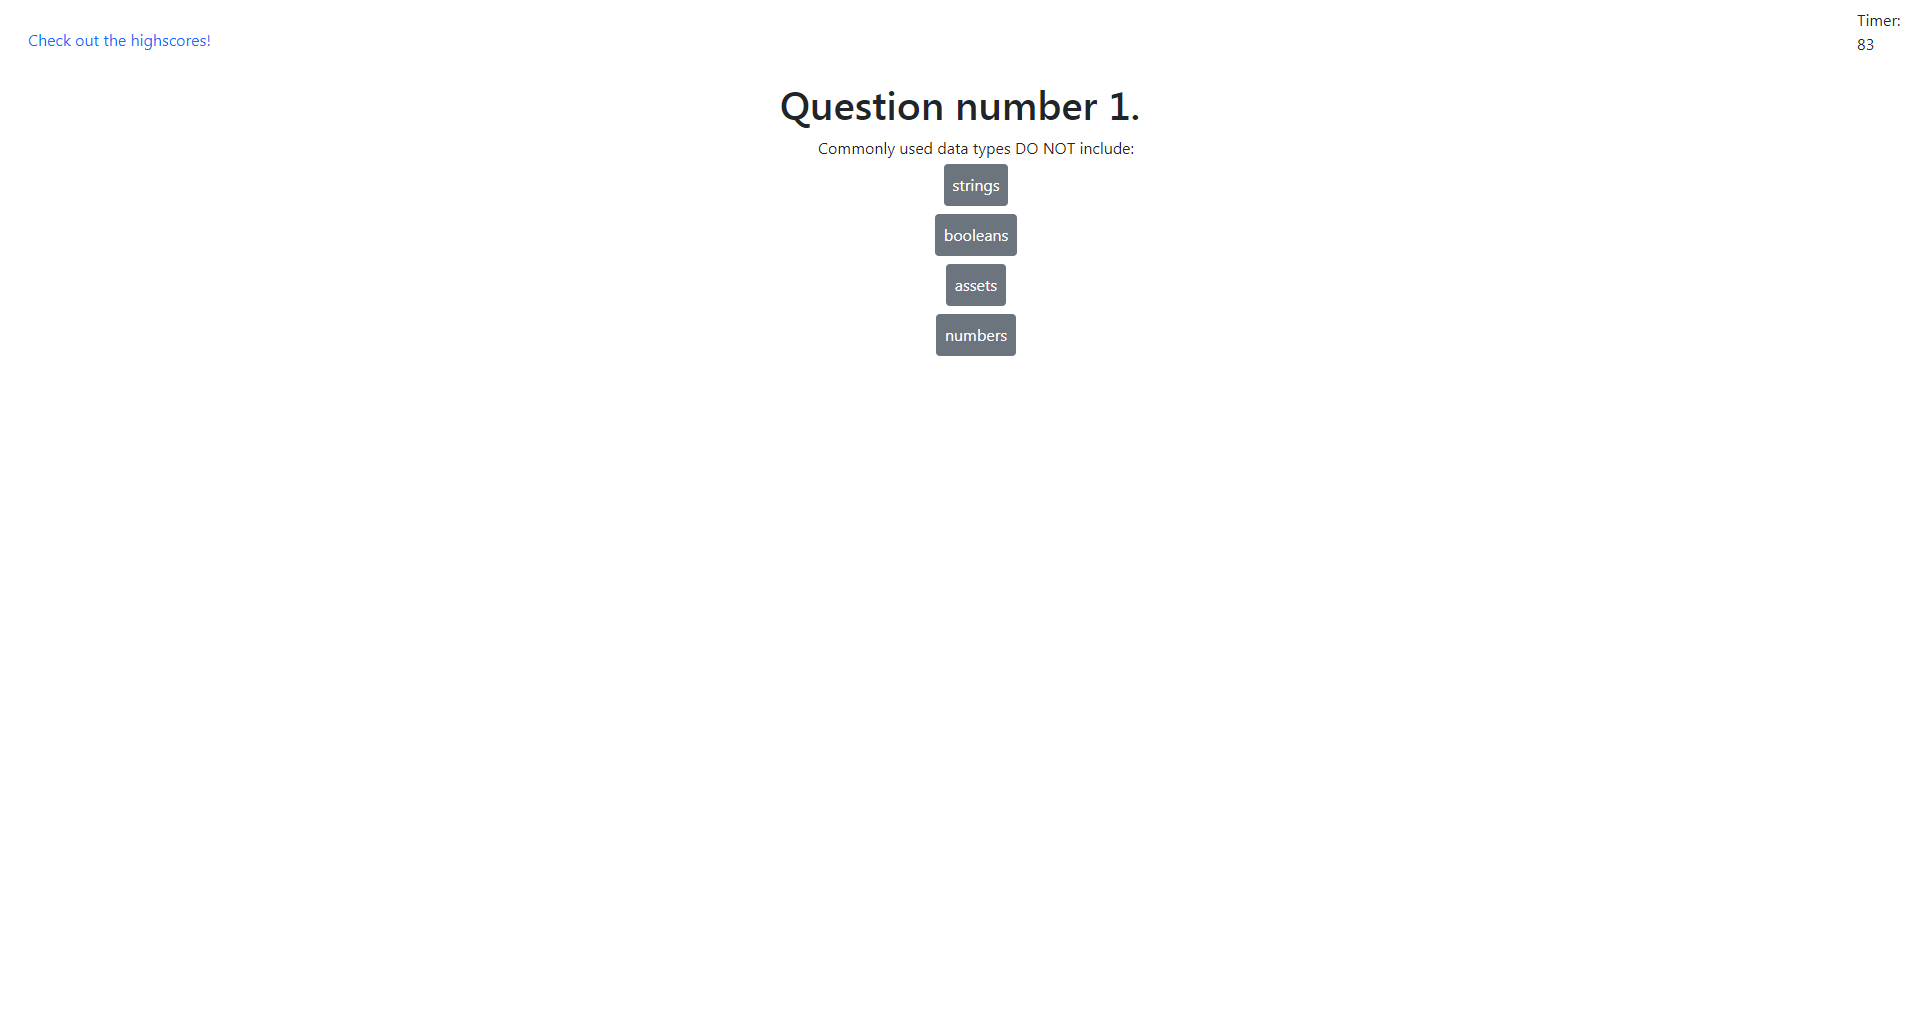 Check out the highscores!
Timer:
83
Question number 1.
Commonly used data types DO NOT include:
strings
booleans
assets
numbers